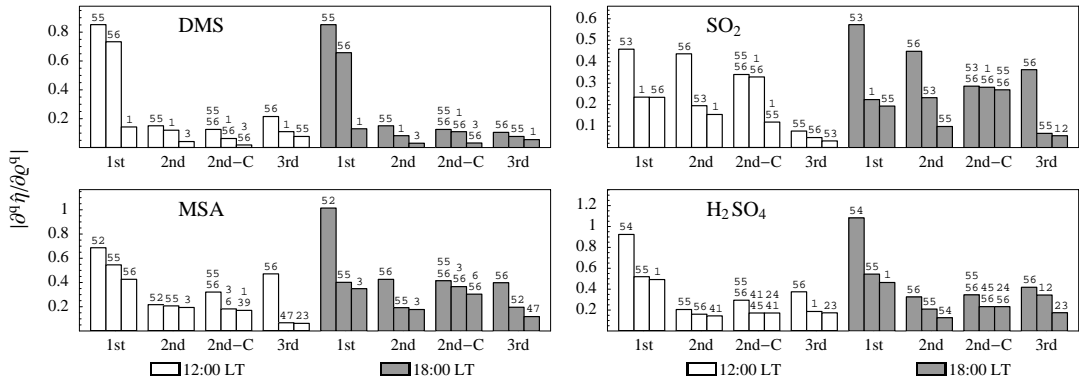 |∂ᵑη̂/∂ϱ̂ᵑ|
DMS
0.8
0.6
0.4
0.2
55 56 1
55 1 3
55 1 3
56 56 56
56 1 55
55 56 1
55 1 3
55 1 3
56 56 56
56 55 1
1st 2nd 2nd−C 3rd 1st 2nd 2nd−C 3rd
SO2
0.6
0.5
0.4
0.3
0.2
0.1
53 1 56
56 53 1
55 1 1
56 56 55
55 56 53
53 1 55
56 53 55
53 1 55
56 56 56
56 55 12
1st 2nd 2nd−C 3rd 1st 2nd 2nd−C 3rd
MSA
1
0.8
0.6
0.4
0.2
52 55 56
52 55 3
55 3 1
56 6 39
56 47 23
52 55 3
56 55 3
55 3 6
56 56 56
56 52 47
1st 2nd 2nd−C 3rd 1st 2nd 2nd−C 3rd
H2SO4
1.2
1
0.8
0.6
0.4
0.2
54 55 1
55 56 41
55 41 24
56 45 41
56 1 23
54 55 1
56 55 54
55 45 24
56 56 56
56 12 23
1st 2nd 2nd−C 3rd 1st 2nd 2nd−C 3rd
12:00 LT 18:00 LT
12:00 LT 18:00 LT